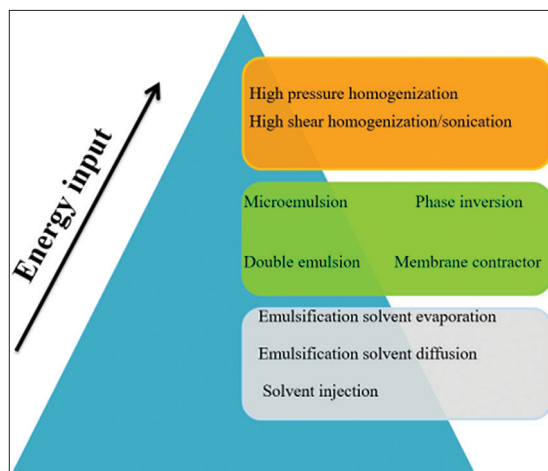 Energy input
High pressure homogenization
High shear homogenization/sonication
Microemulsion Phase inversion
Double emulsion Membrane contractor
Emulsification solvent evaporation
Emulsification solvent diffusion
Solvent injection